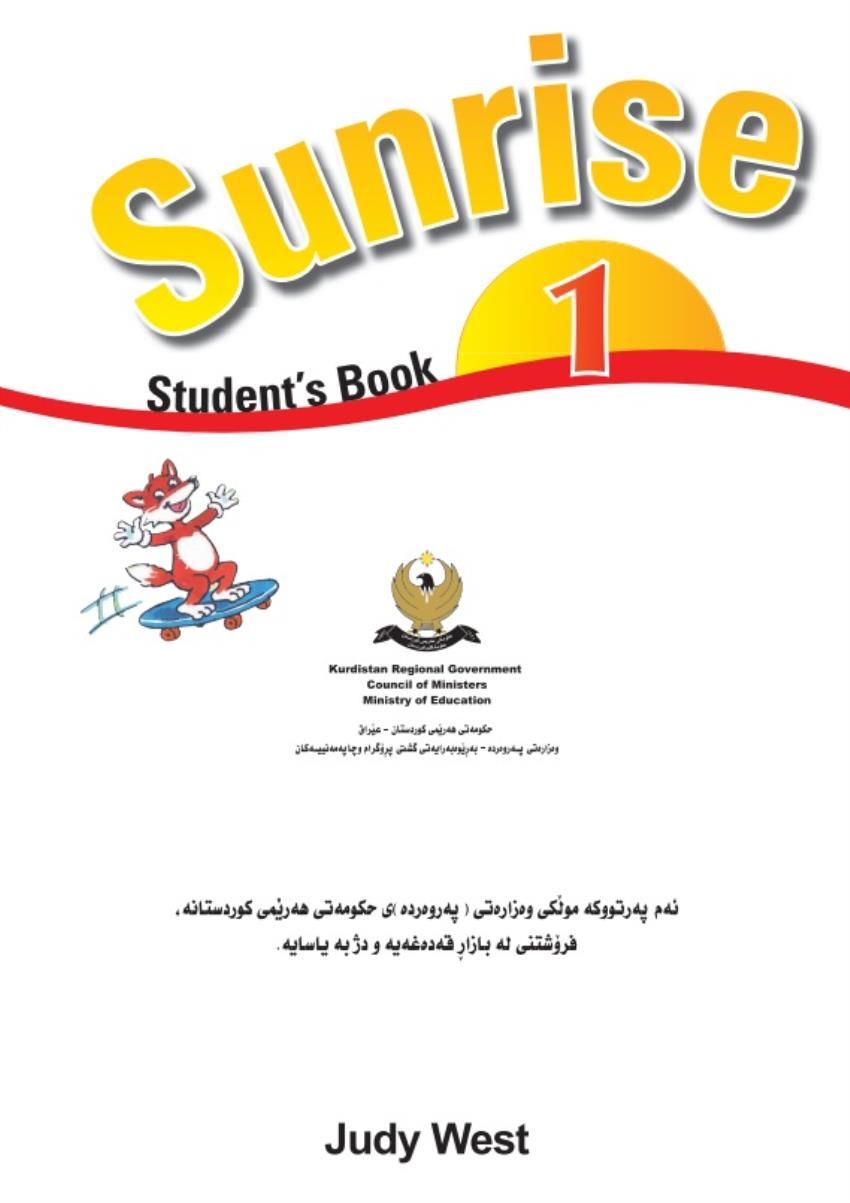 Sunrise
1
Student's Book
Kurdistan Regional Government
Council of Ministers
Ministry of Education
حکومەتی هەرێمی کوردستان - عێراق
وەزارەتی پەروەردە - بەڕێوەبەرایەتی گشتی پرۆگرام وچاپەمەنییەکان
ئەم پەرتووکە موڵکی وەزارەتی ( پەروەردە )ی حکومەتی هەرێمی کوردستانە،
فرۆشتنی لە بازاڕ قەدەغەیە و دژ بە یاسایە.
Judy West